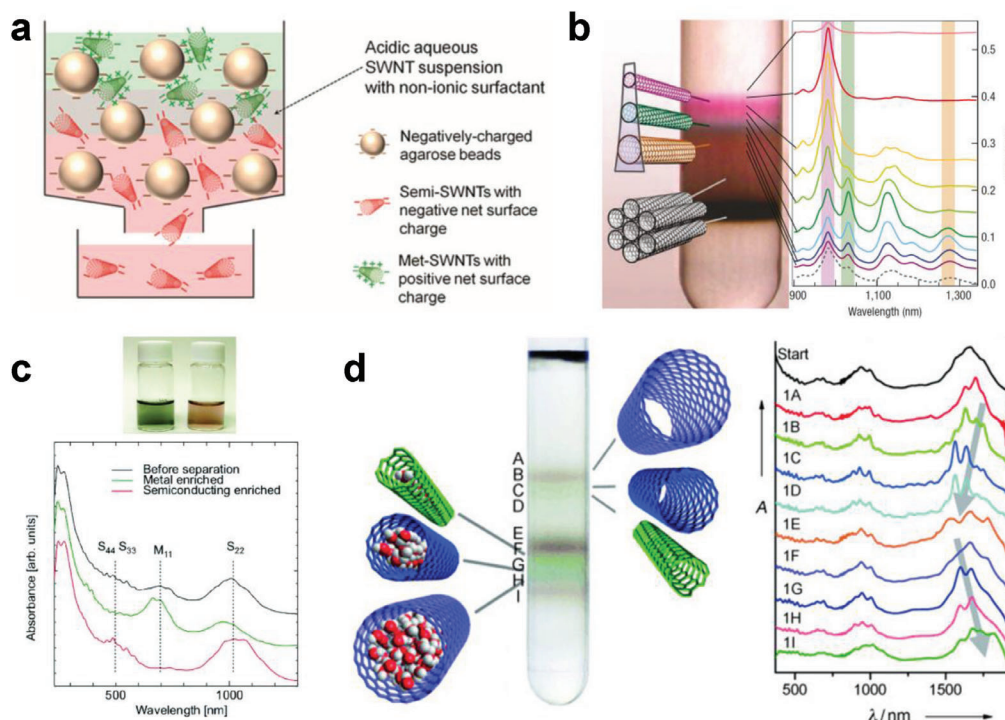 a
Acidic aqueous
SWNT suspension
with non-ionic surfactant
Negatively-charged
agarose beads
Semi-SWNTs with
negative net surface
charge
Met-SWNTs with
positive net surface
charge
b
0.5
0.4
0.3
0.2
0.1
0.0
900
1,100
1,300
Wavelength (nm)
c
Before separation
Metal enriched
Semiconducting enriched
S44
S33
M11
S22
Absorbance [arb. units]
500
1000
Wavelength [nm]
d
A
B
C
D
E
F
G
H
I
Start
1A
1B
1C
1D
1E
1F
1G
1H
1I
A
500
1000
1500
λ/nm